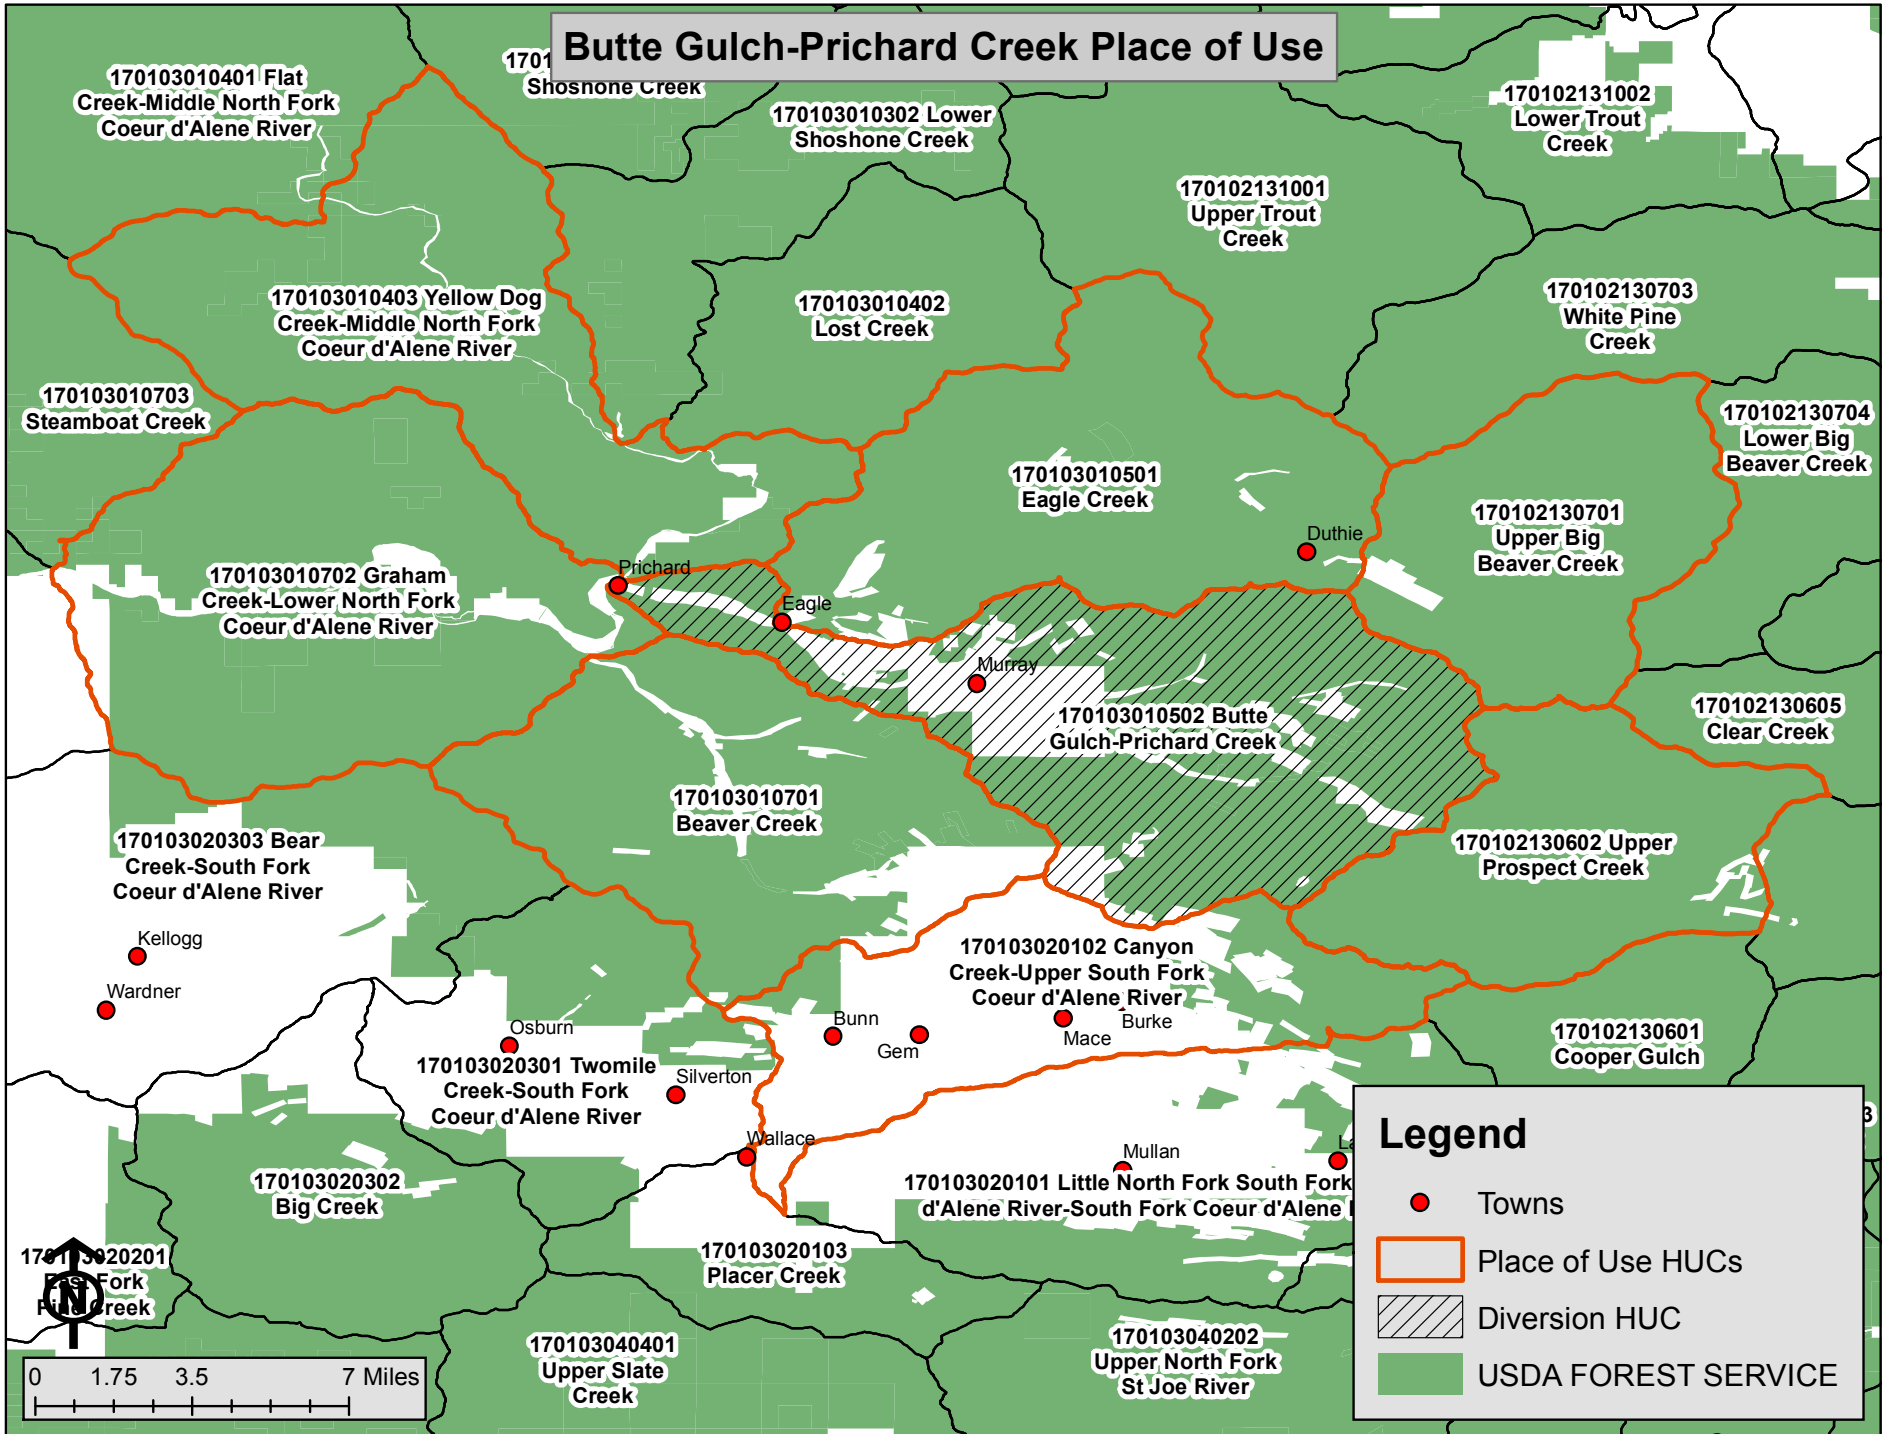 Butte Gulch-Prichard Creek Place of Use
170103010401 Flat
Creek-Middle North Fork
Coeur d'Alene River
Shoshone Creek
170103010302 Lower
Shoshone Creek
170102131002
Lower Trout
Creek
170102131001
Upper Trout
Creek
170103010403 Yellow Dog
Creek-Middle North Fork
Coeur d'Alene River
170103010402
Lost Creek
170102130703
White Pine
Creek
170103010703
Steamboat Creek
170102130704
Lower Big
Beaver Creek
170103010501
Eagle Creek
170102130701
Upper Big
Beaver Creek
Duthie
Prichard
170103010702 Graham
Creek-Lower North Fork
Coeur d'Alene River
Eagle
Murray
170103010502 Butte
Gulch-Prichard Creek
170102130605
Clear Creek
170103010701
Beaver Creek
170103020303 Bear
Creek-South Fork
Coeur d'Alene River
170102130602 Upper
Prospect Creek
Kellogg
Wardner
170103020102 Canyon
Creek-Upper South Fork
Coeur d'Alene River
Osburn
Bunn
Gem
Mace
Burke
170102130601
Cooper Gulch
170103020301 Twomile
Creek-South Fork
Coeur d'Alene River
Silverton
Wallace
Mullan
170103020302
Big Creek
170103020101 Little North Fork South Fork
d'Alene River-South Fork Coeur d'Alene
170103020103
Placer Creek
170103020201
East Fork
Pine Creek
N
170103040401
Upper Slate
Creek
170103040202
Upper North Fork
St Joe River
0 1.75 3.5 7 Miles
Legend
Towns
Place of Use HUCs
Diversion HUC
USDA FOREST SERVICE